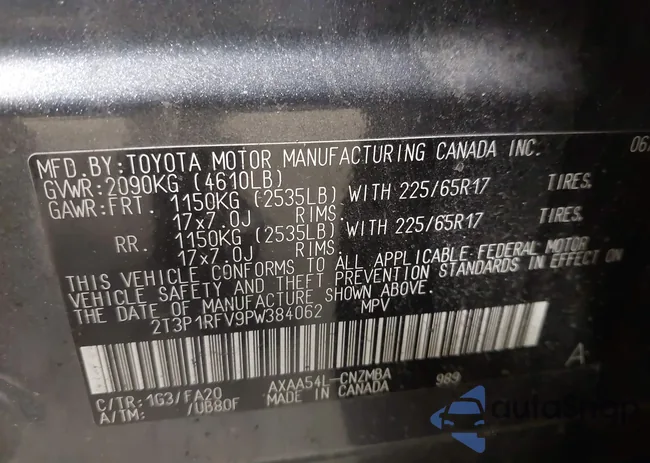 MFD.BY:TOYOTA MOTOR MANUFACTURING CANADA INC. 06/
GVWR:2090KG (4610LB)
GAWR:FRT. 1150KG (2535LB) WITH 225/65R17 TIRES.
17x7.0J RIMS.
RR. 1150KG (2535LB) WITH 225/65R17 TIRES.
17x7.0J RIMS.
THIS VEHICLE CONFORMS TO ALL APPLICABLE FEDERAL MOTOR
VEHICLE SAFETY AND THEFT PREVENTION STANDARDS IN EFFECT ON
THE DATE OF MANUFACTURE SHOWN ABOVE.
2T3P1RFV9PW384062 MPV
A
C/TR:1G3/FA20 AXAA54L-CNZMBA 989
A/TM: /UB80F MADE IN CANADA
autoshop